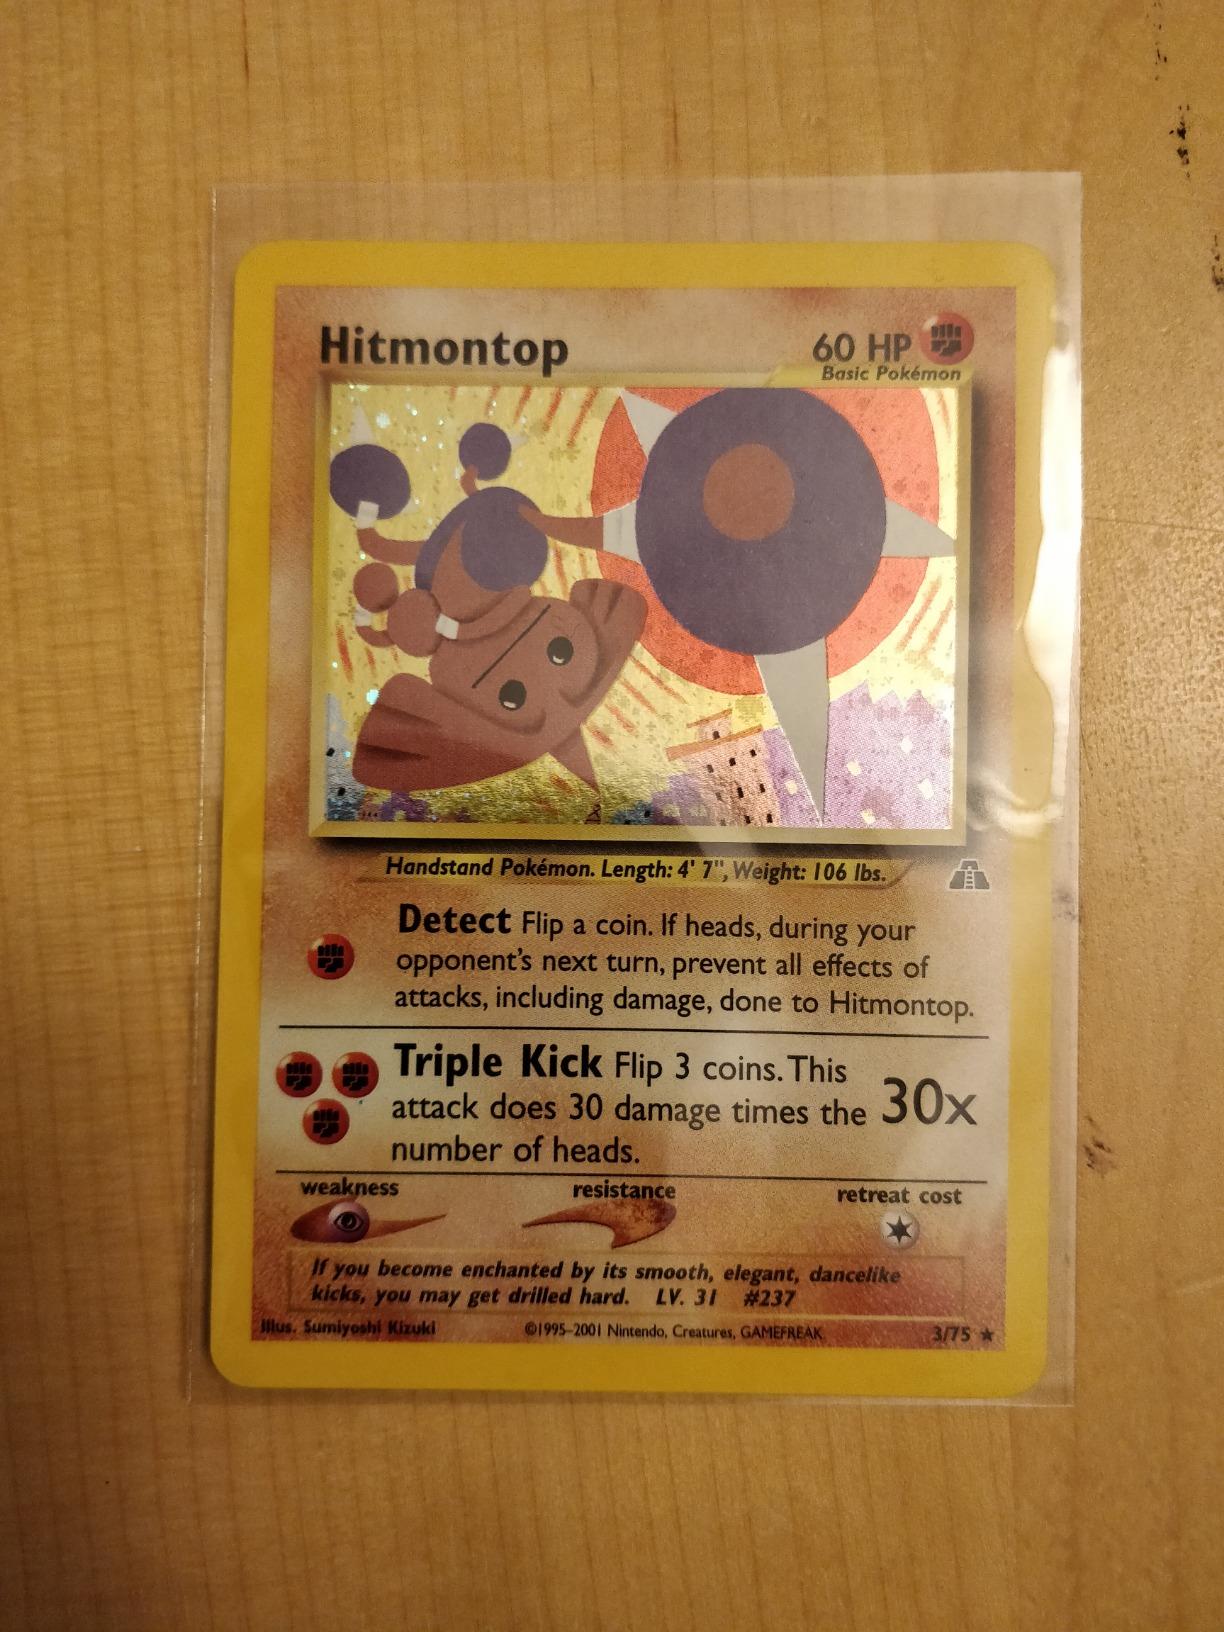 Hitmontop
60 HP
Basic Pokémon
Handstand Pokémon. Length: 4' 7", Weight: 106 lbs.
Detect Flip a coin. If heads, during your
opponent's next turn, prevent all effects of
attacks, including damage, done to Hitmontop.
Triple Kick Flip 3 coins. This
attack does 30 damage times the
number of heads.
30x
weakness
resistance
retreat cost
If you become enchanted by its smooth, elegant, dancelike
kicks, you may get drilled hard. LV. 31 #237
Illus. Sumiyoshi Kizuki
©1995–2001 Nintendo, Creatures, GAMEFREAK.
3/75 ★